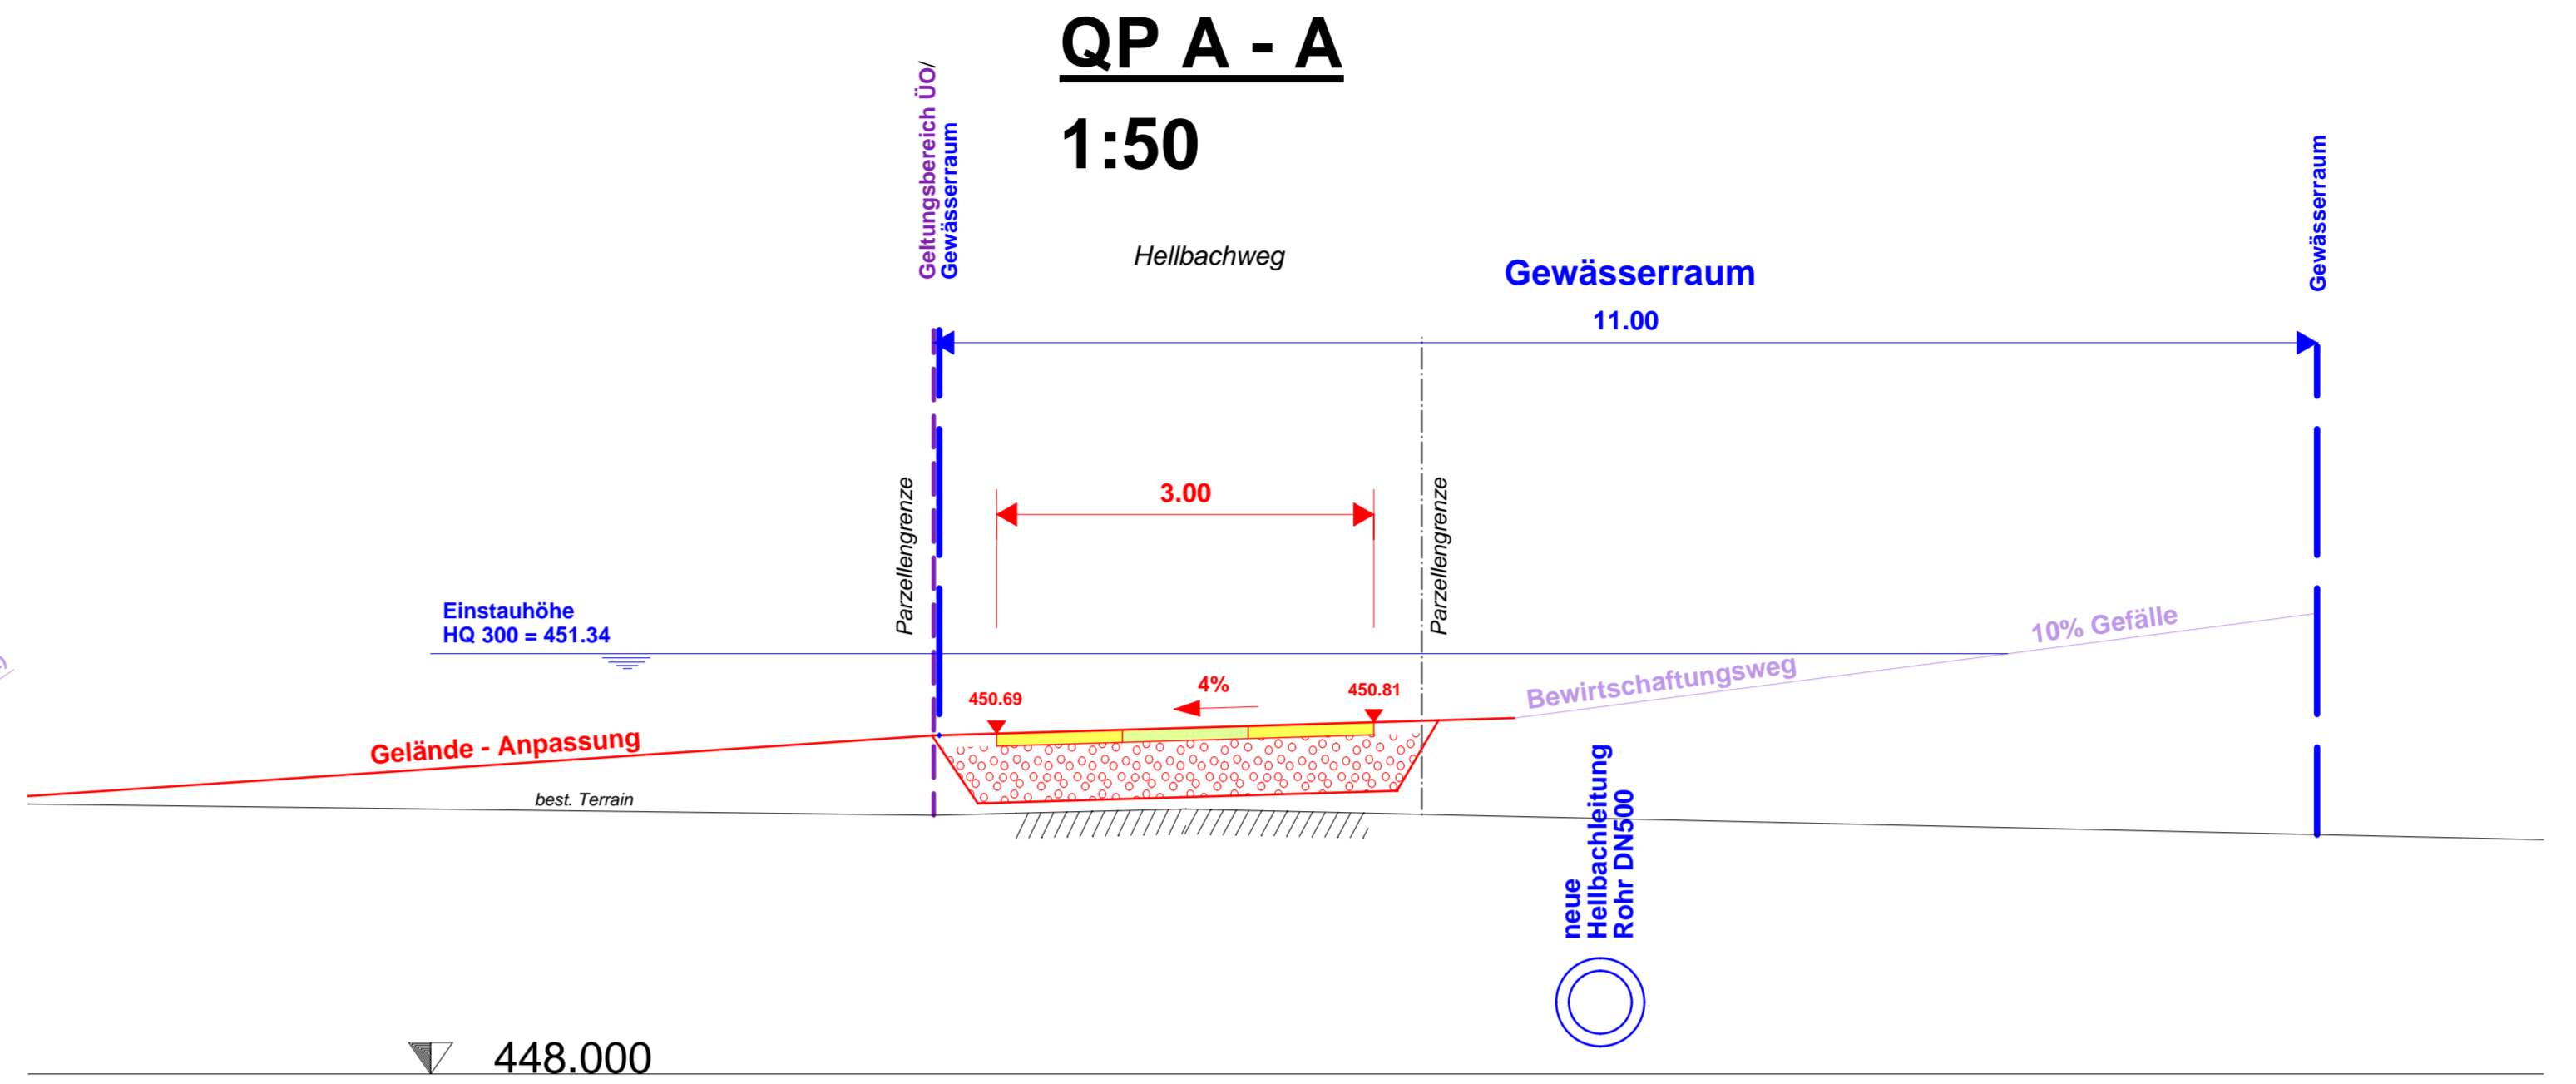 QP A - A
1:50
Geltungsbereich ÜO/
Gewässerraum
Hellbachweg
Gewässerraum
11.00
Gewässerraum
Parzellengrenze
3.00
Parzellengrenze
Einstauhöhe
HQ 300 = 451.34
10% Gefälle
Bewirtschaftungsweg
450.69
4%
450.81
Gelände - Anpassung
best. Terrain
neue
Hellbachleitung
Rohr DN500
448.000